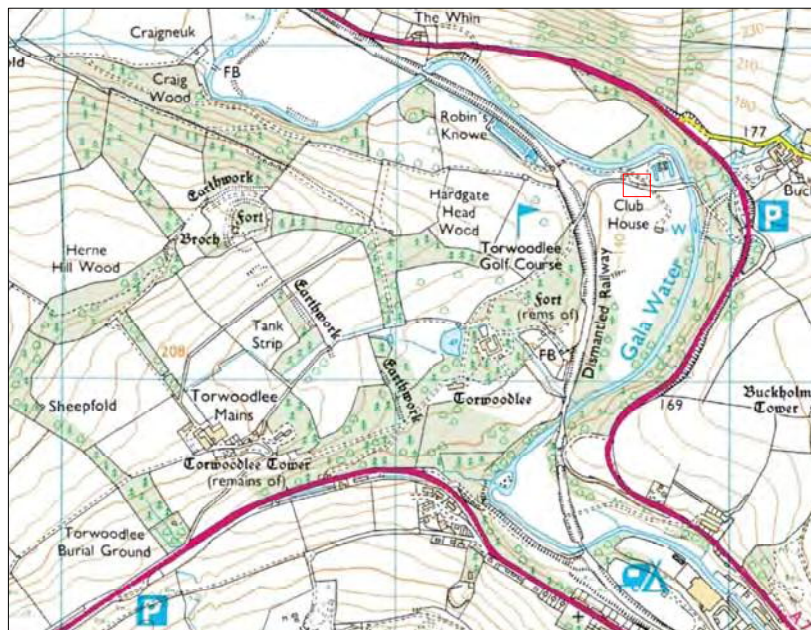 The Whin
Craigneuk
FB
230
210
Craig
Wood
180
Robin's
Knowe
177
Earthwork
Fort
Hardgate
Head
Wood
Club
House
P
W
Broch
Herne
Hill Wood
Torwoodlee
Golf Course
Earthwork
Fort
(rems of)
Dismantled Railway
Gala Water
Tank
Strip
208
FB
Earthwork
Sheepfold
Torwoodlee
Mains
Torwoodlee
169
Buckholm
Tower
Torwoodlee Tower
(remains of)
Torwoodlee
Burial Ground
P